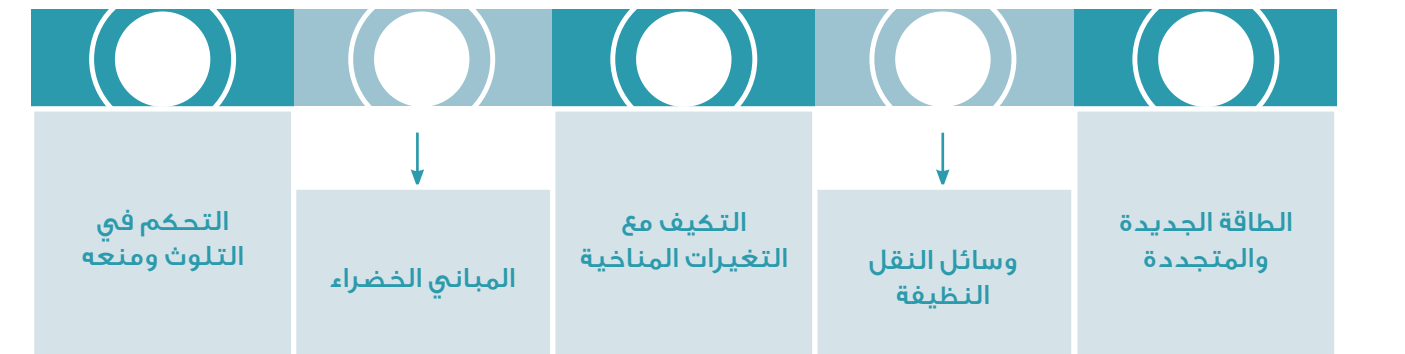 الطاقة الجديدة
والمتجددة
وسائل النقل
النظيفة
التكيف مع
التغيرات المناخية
المباني الخضراء
التحكم في
التلوث ومنعه